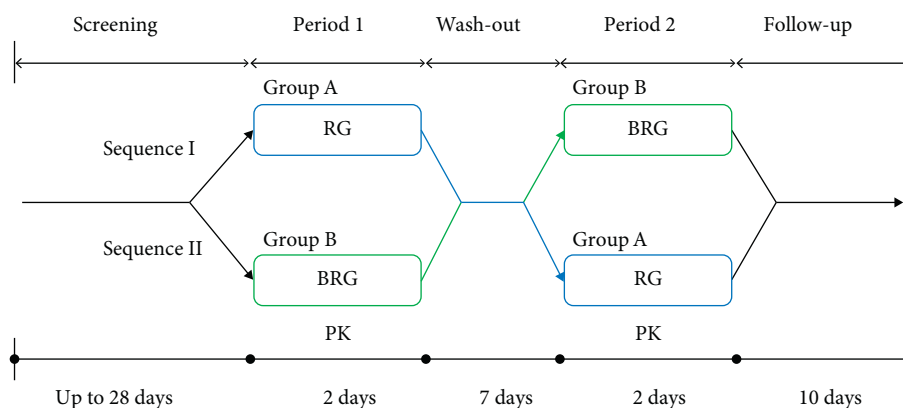 Screening Period 1 Wash-out Period 2 Follow-up
Group A Group B
RG BRG
Sequence I
Sequence II
Group B Group A
BRG RG
PK PK
Up to 28 days 2 days 7 days 2 days 10 days